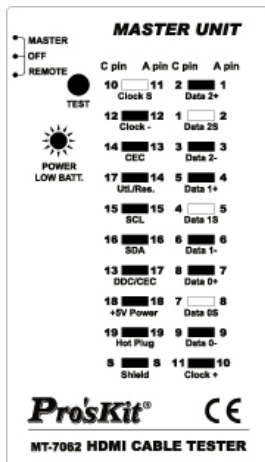 MASTER UNIT
MASTER
OFF
REMOTE
TEST
POWER
LOW BATT.
C pin A pin C pin A pin
10 11 2 1
Clock S Data 2+
12 12 1 2
Clock - Data 2S
14 13 3 3
CEC Data 2-
17 14 5 4
Utl./Res. Data 1+
15 15 4 5
SCL Data 1S
16 16 6 6
SDA Data 1-
13 17 8 7
DDC/CEC Data 0+
18 18 7 8
+5V Power Data 0S
19 19 9 9
Hot Plug Data 0-
S S 11 10
Shield Clock +
Pro'sKit® CE
MT-7062 HDMI CABLE TESTER